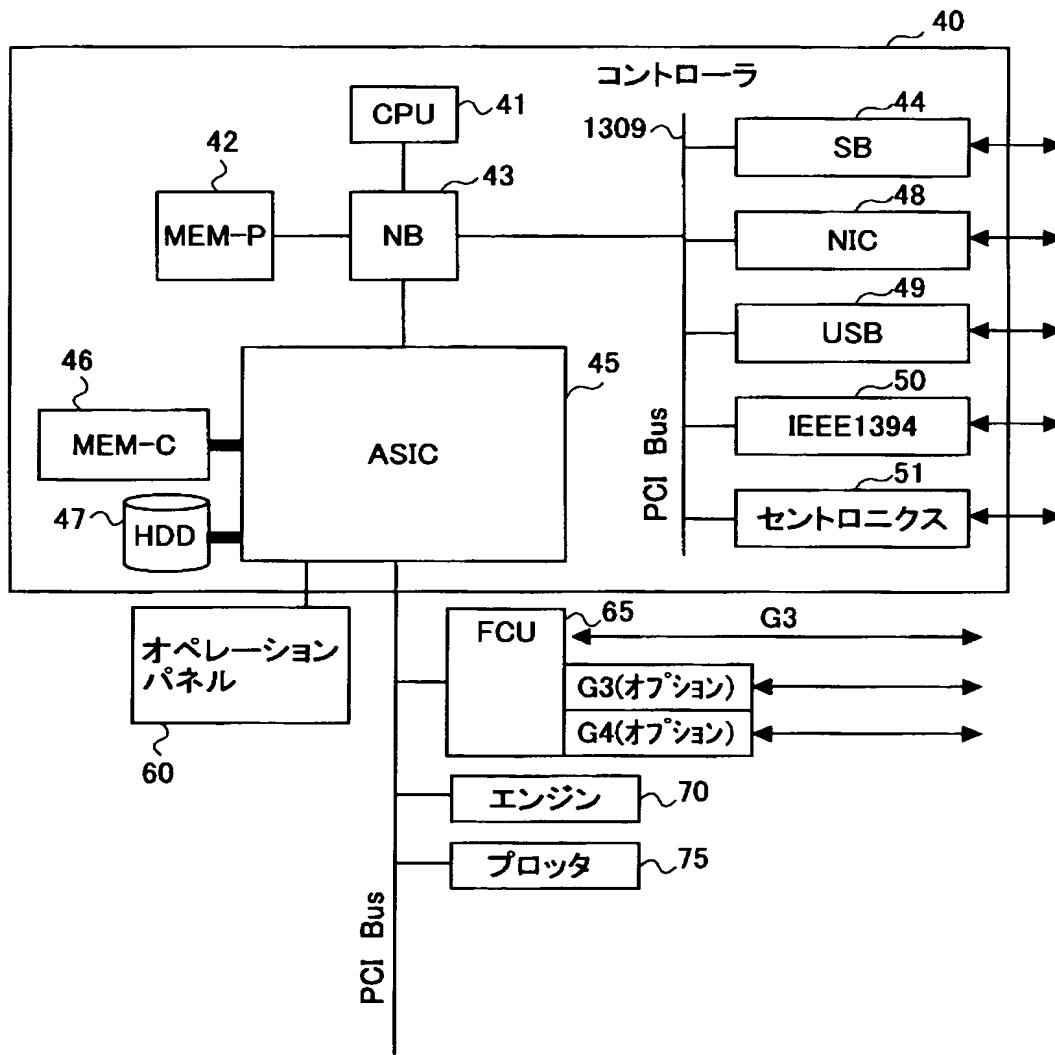 40
コントローラ
CPU
41
1309
44
SB
42
MEM-P
43
NB
48
NIC
49
USB
46
MEM-C
45
ASIC
50
IEEE1394
PCI Bus
51
セントロニクス
47
HDD
65
FCU
G3
オペレーション
パネル
G3(オプション)
G4(オプション)
60
エンジン
70
プロッタ
75
PCI Bus